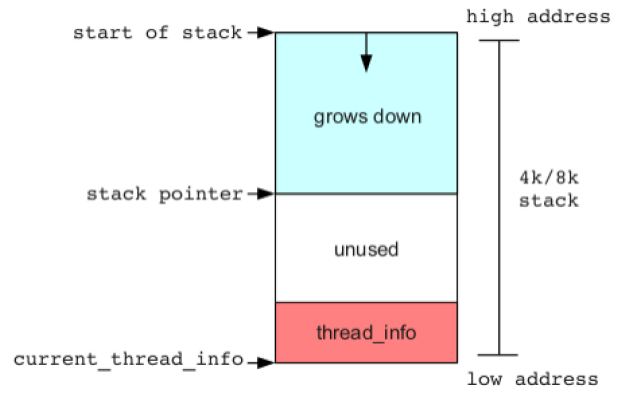 high address
start of stack
grows down
4k/8k
stack
stack pointer
unused
thread_info
current_thread_info
low address